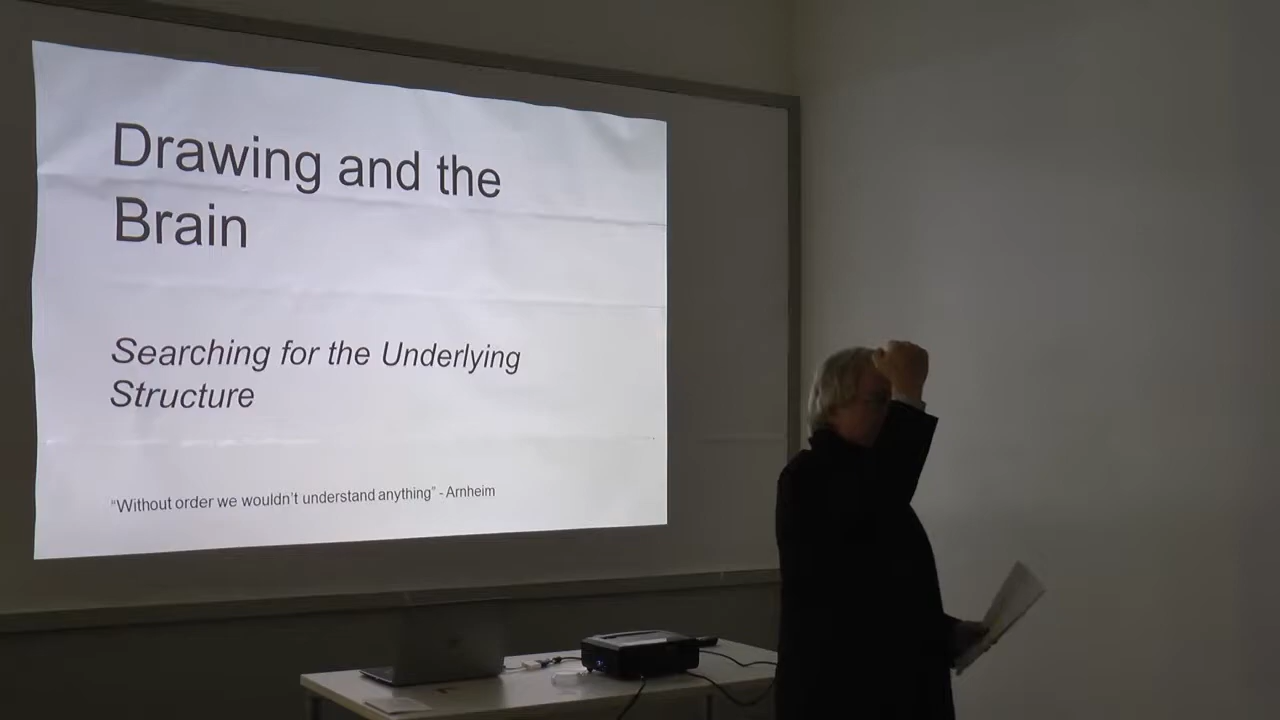 Drawing and the
Brain
Searching for the Underlying
Structure
“Without order we wouldn’t understand anything” - Arnheim